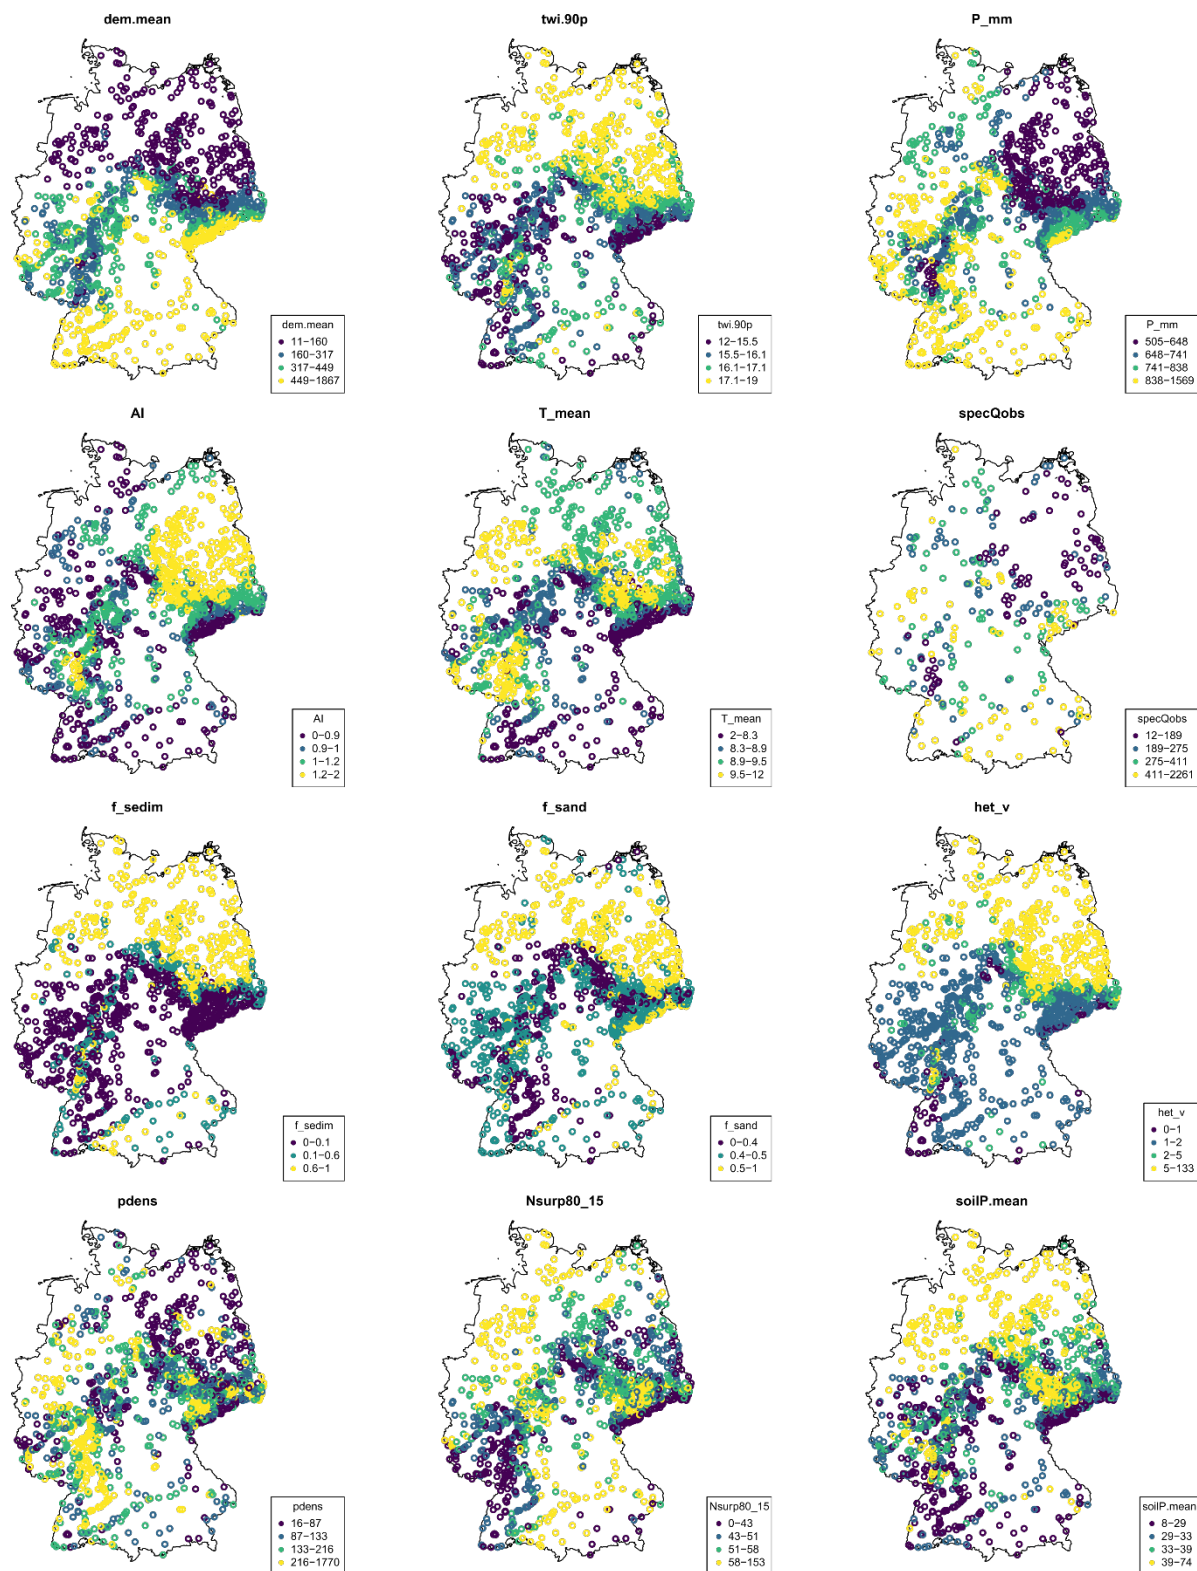 dem.mean
twi.90p
P_mm
dem.mean
11−160
160−317
317−449
449−1867
twi.90p
12−15.5
15.5−16.1
16.1−17.1
17.1−19
P_mm
505−648
648−741
741−838
838−1569
AI
T_mean
specQobs
AI
0−0.9
0.9−1
1−1.2
1.2−2
T_mean
2−8.3
8.3−8.9
8.9−9.5
9.5−12
specQobs
12−189
189−275
275−411
411−2261
f_sedim
f_sand
het_v
f_sedim
0−0.1
0.1−0.6
0.6−1
f_sand
0−0.4
0.4−0.5
0.5−1
het_v
0−1
1−2
2−5
5−133
pdens
Nsurp80_15
soilP.mean
pdens
16−87
87−133
133−216
216−1770
Nsurp80_15
0−43
43−51
51−58
58−153
soilP.mean
8−29
29−33
33−39
39−74